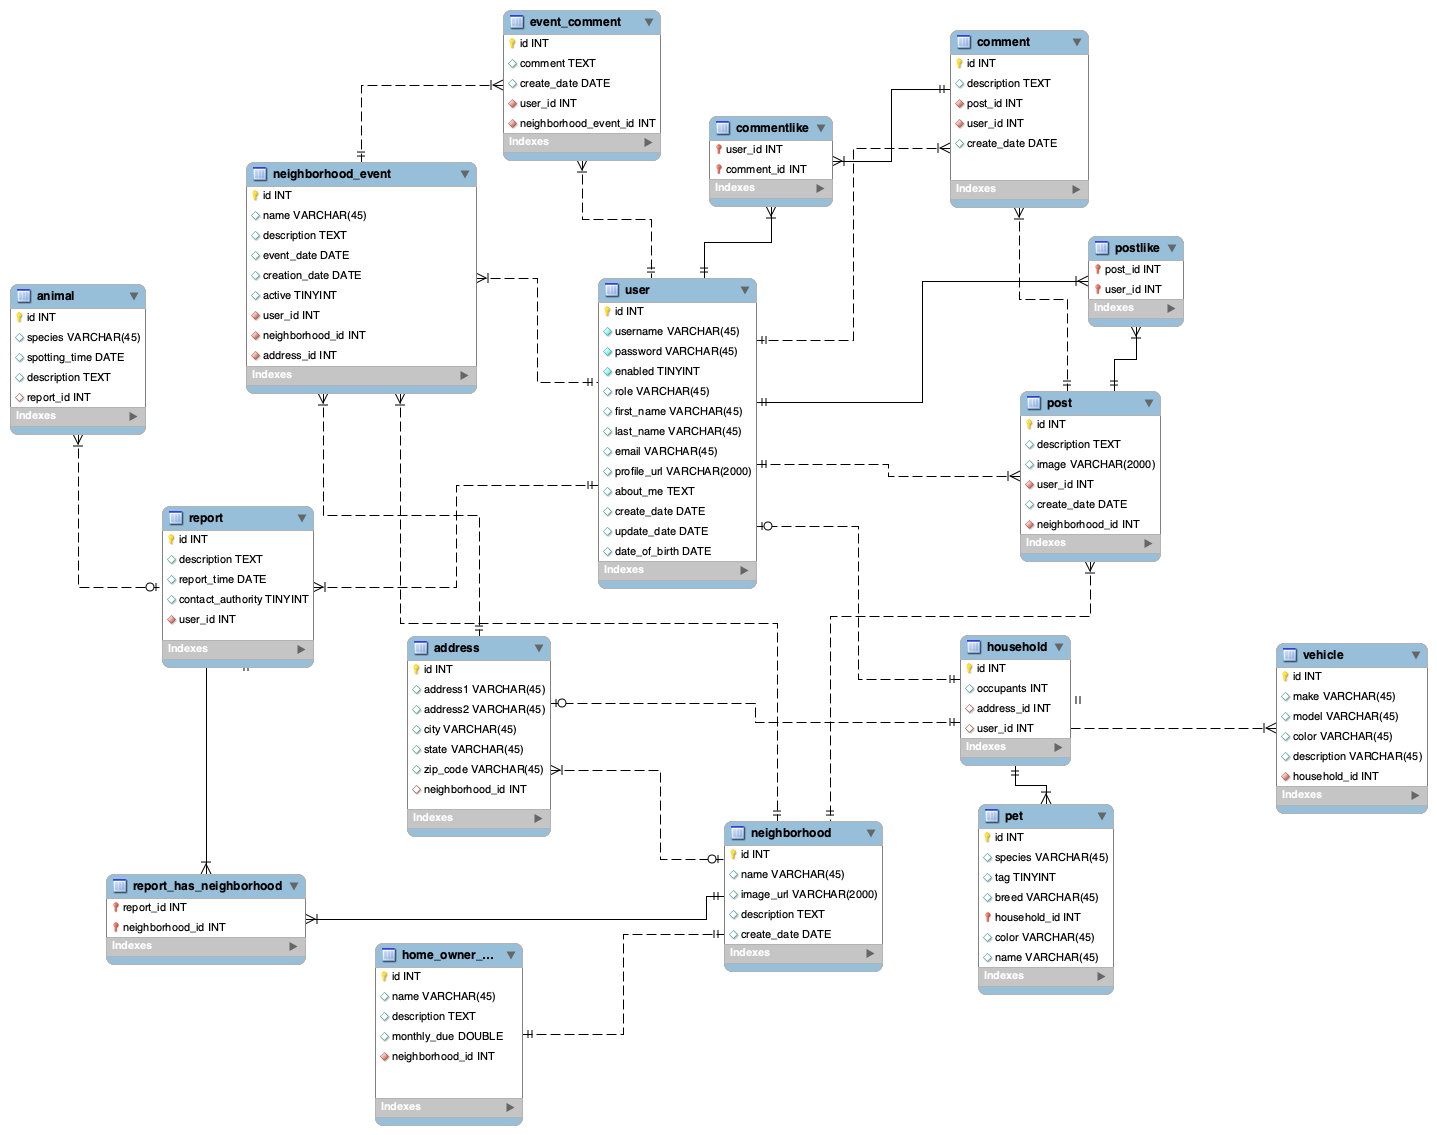 event_comment
id INT
comment TEXT
create_date DATE
user_id INT
neighborhood_event_id INT
Indexes
comment
id INT
description TEXT
post_id INT
user_id INT
create_date DATE
Indexes
commentlike
user_id INT
comment_id INT
Indexes
neighborhood_event
id INT
name VARCHAR(45)
description TEXT
event_date DATE
creation_date DATE
active TINYINT
user_id INT
neighborhood_id INT
address_id INT
Indexes
postlike
post_id INT
user_id INT
Indexes
animal
id INT
species VARCHAR(45)
spotting_time DATE
description TEXT
report_id INT
Indexes
user
id INT
username VARCHAR(45)
password VARCHAR(45)
enabled TINYINT
role VARCHAR(45)
first_name VARCHAR(45)
last_name VARCHAR(45)
email VARCHAR(45)
profile_url VARCHAR(2000)
about_me TEXT
create_date DATE
update_date DATE
date_of_birth DATE
Indexes
post
id INT
description TEXT
image VARCHAR(2000)
user_id INT
create_date DATE
neighborhood_id INT
Indexes
report
id INT
description TEXT
report_time DATE
contact_authority TINYINT
user_id INT
Indexes
address
id INT
address1 VARCHAR(45)
address2 VARCHAR(45)
city VARCHAR(45)
state VARCHAR(45)
zip_code VARCHAR(45)
neighborhood_id INT
Indexes
household
id INT
occupants INT
address_id INT
user_id INT
Indexes
vehicle
id INT
make VARCHAR(45)
model VARCHAR(45)
color VARCHAR(45)
description VARCHAR(45)
household_id INT
Indexes
pet
id INT
species VARCHAR(45)
tag TINYINT
breed VARCHAR(45)
household_id INT
color VARCHAR(45)
name VARCHAR(45)
Indexes
neighborhood
id INT
name VARCHAR(45)
image_url VARCHAR(2000)
description TEXT
create_date DATE
Indexes
report_has_neighborhood
report_id INT
neighborhood_id INT
Indexes
home_owner_...
id INT
name VARCHAR(45)
description TEXT
monthly_due DOUBLE
neighborhood_id INT
Indexes